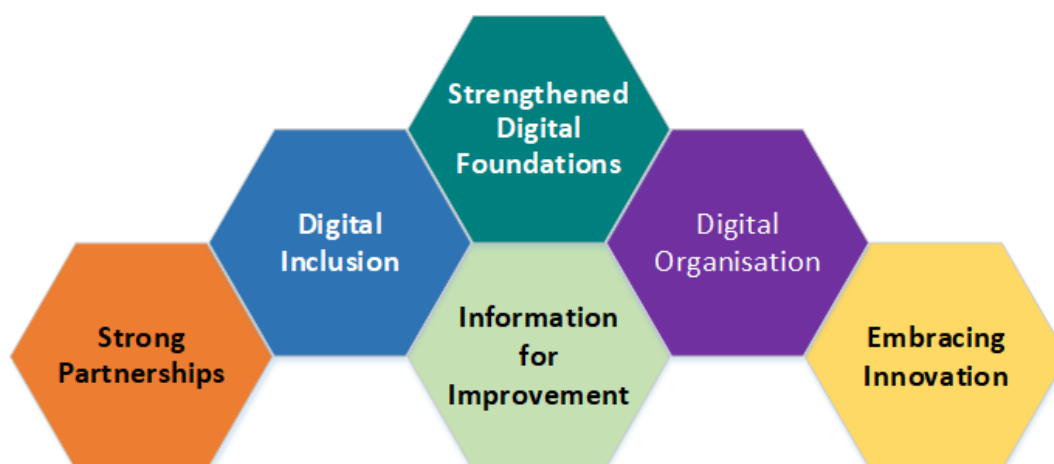 Strengthened
Digital
Foundations
Digital
Inclusion
Digital
Organisation
Strong
Partnerships
Information
for
Improvement
Embracing
Innovation